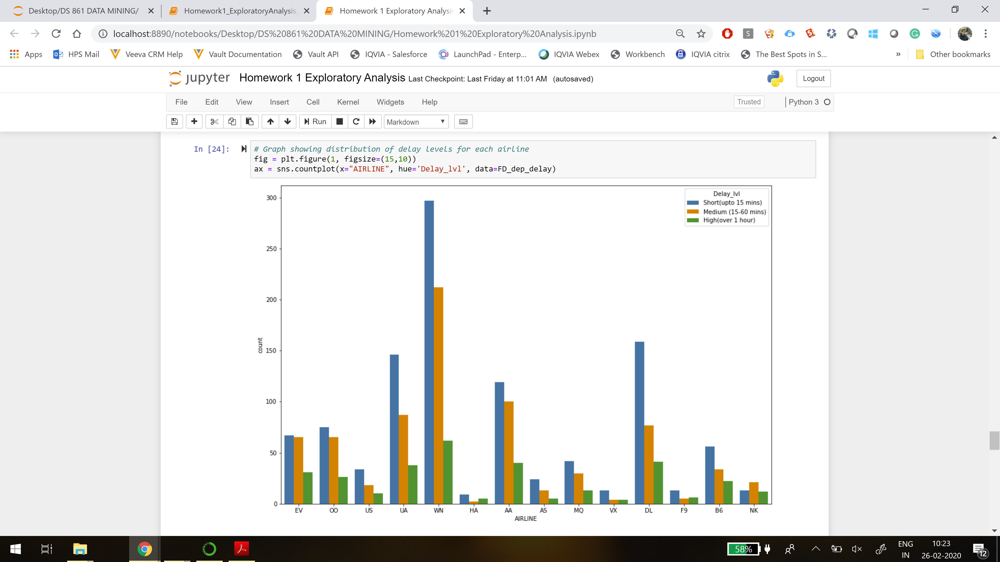 Desktop/DS 861 DATA MINING/
Homework1_ExploratoryAnalysis_
Homework 1 Exploratory Analysis
localhost:8890/notebooks/Desktop/DS%20861%20DATA%20MINING/Homework%201%20Exploratory%20Analysis.ipynb
Apps HPS Mail Veeva CRM Help Vault Documentation Vault API IQVIA - Salesforce LaunchPad - Enterp... IQVIA Webex Workbench IQVIA citrix The Best Spots in S... » Other bookmarks
jupyter Homework 1 Exploratory Analysis Last Checkpoint: Last Friday at 11:01 AM (autosaved) Logout
File Edit View Insert Cell Kernel Widgets Help Trusted Python 3
Run Markdown
In [24]: # Graph showing distribution of delay levels for each airline
fig = plt.figure(1, figsize=(15,10))
ax = sns.countplot(x="AIRLINE", hue='Delay_lvl', data=FD_dep_delay)
Delay_lvl
Short(upto 15 mins)
Medium (15-60 mins)
High(over 1 hour)
300
250
200
150
100
50
0
count
EV OO US UA WN HA AA AS MQ VX DL F9 B6 NK
AIRLINE
58%
ENG
IN
10:23
26-02-2020
12